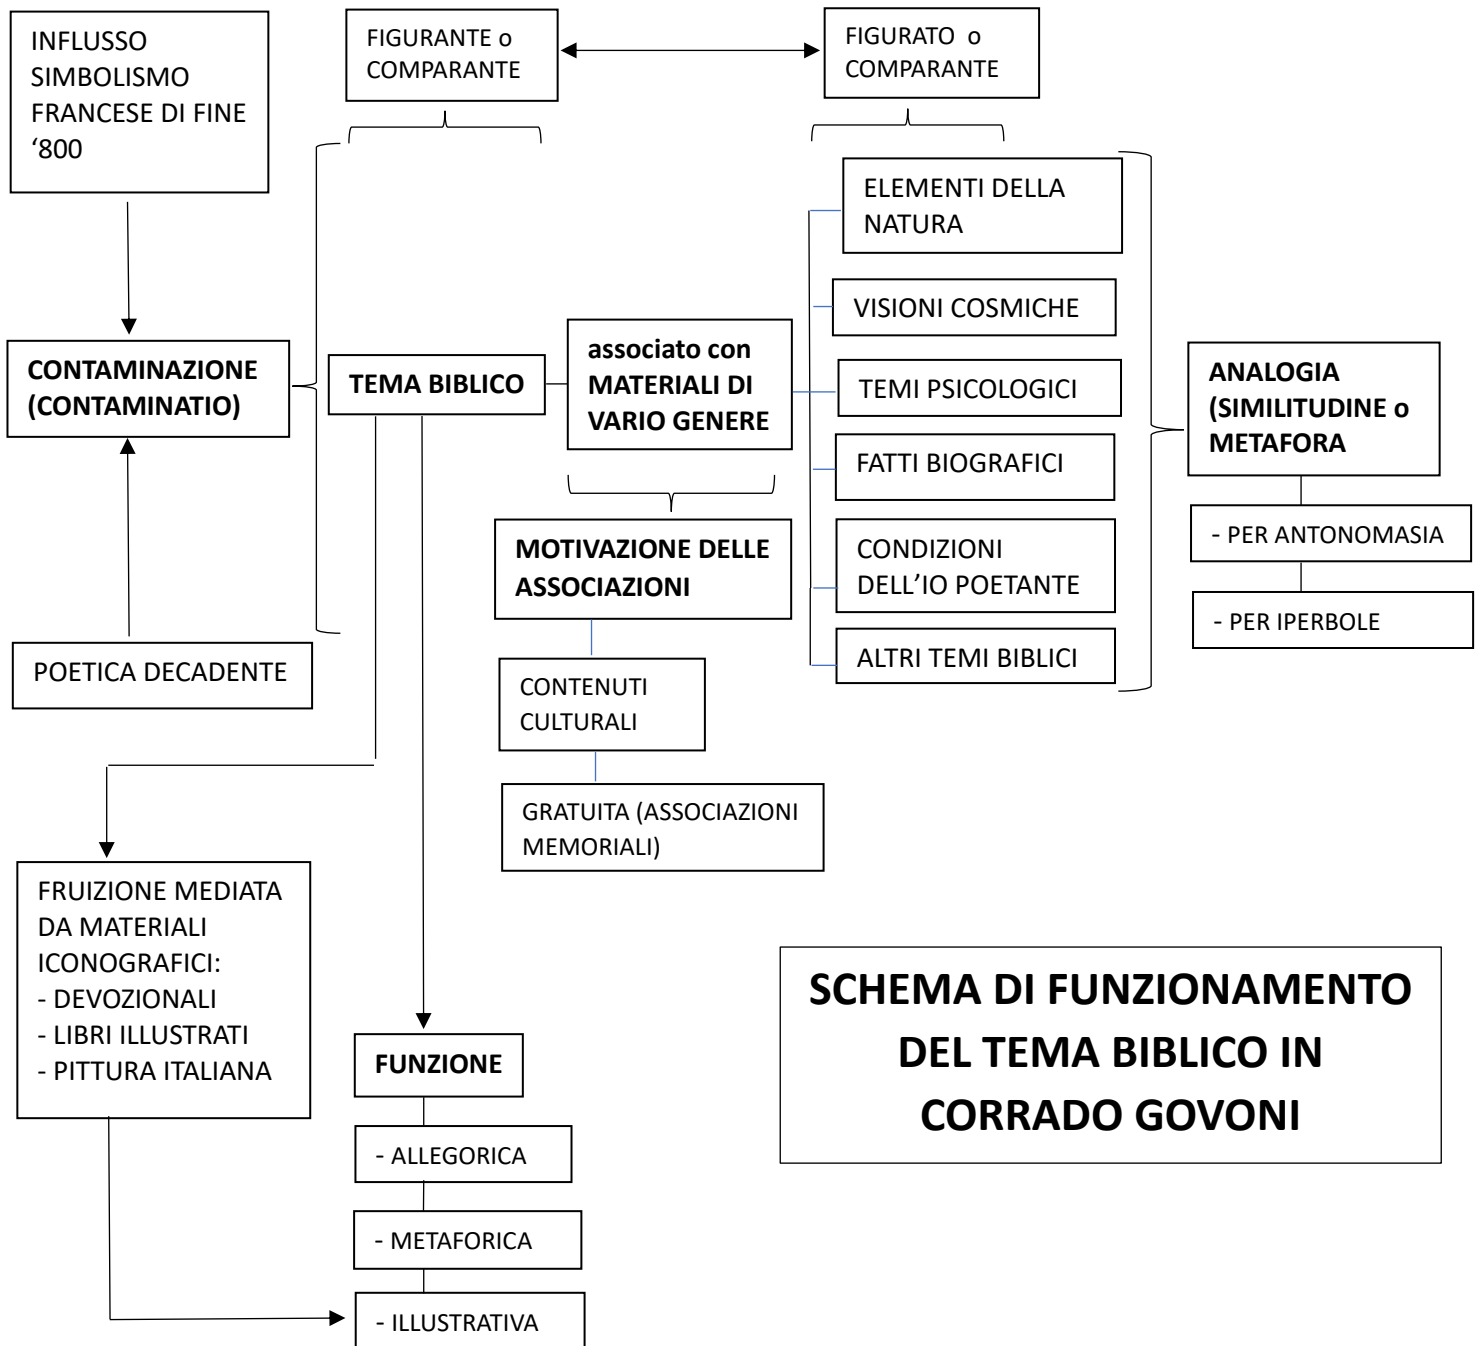 INFLUSSO
SIMBOLISMO
FRANCESE DI FINE
‘800
FIGURANTE o
COMPARANTE
FIGURATO o
COMPARANTE
ELEMENTI DELLA
NATURA
VISIONI COSMICHE
CONTAMINAZIONE
(CONTAMINATIO)
TEMA BIBLICO
associato con
MATERIALI DI
VARIO GENERE
TEMI PSICOLOGICI
ANALOGIA
(SIMILITUDINE o
METAFORA
FATTI BIOGRAFICI
- PER ANTONOMASIA
MOTIVAZIONE DELLE
ASSOCIAZIONI
CONDIZIONI
DELL’IO POETANTE
- PER IPERBOLE
POETICA DECADENTE
ALTRI TEMI BIBLICI
CONTENUTI
CULTURALI
GRATUITA (ASSOCIAZIONI
MEMORIALI)
FRUIZIONE MEDIATA
DA MATERIALI
ICONOGRAFICI:
- DEVOZIONALI
- LIBRI ILLUSTRATI
- PITTURA ITALIANA
SCHEMA DI FUNZIONAMENTO
DEL TEMA BIBLICO IN
CORRADO GOVONI
FUNZIONE
- ALLEGORICA
- METAFORICA
- ILLUSTRATIVA